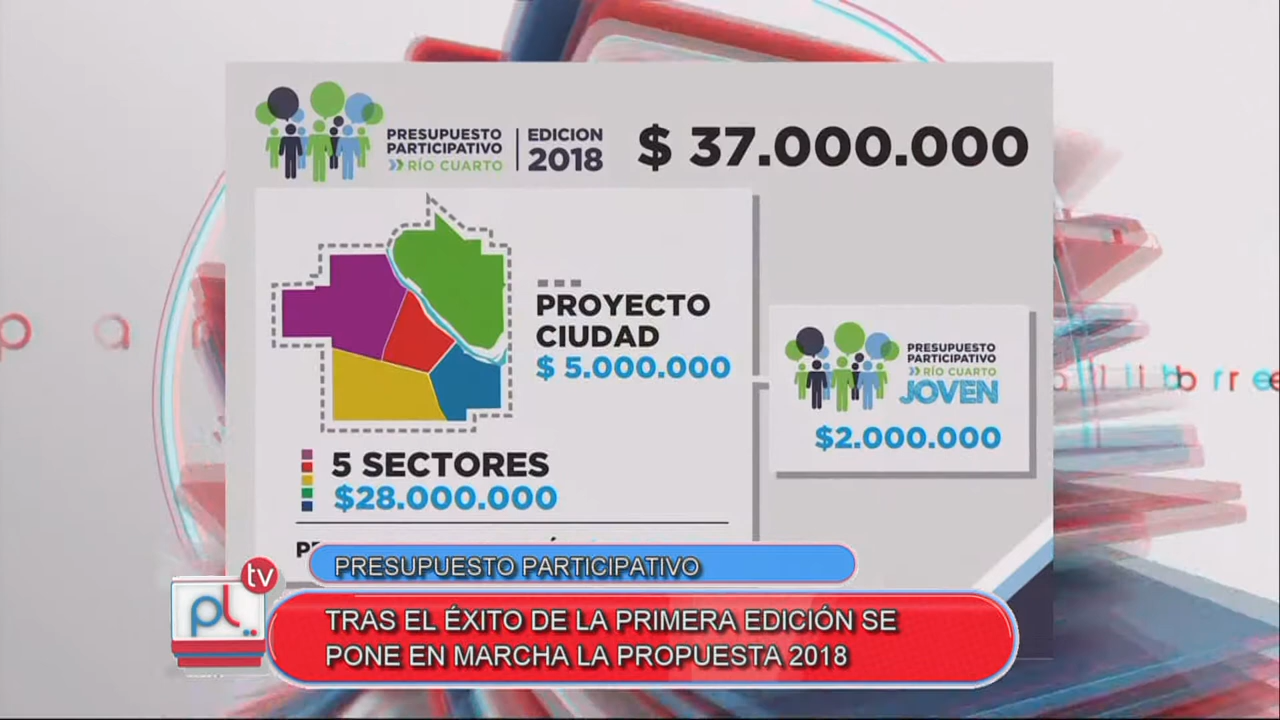 PRESUPUESTO
PARTICIPATIVO
RÍO CUARTO
EDICION
2018
$ 37.000.000
PROYECTO
CIUDAD
$ 5.000.000
5 SECTORES
$28.000.000
PRESUPUESTO
PARTICIPATIVO
RÍO CUARTO
JOVEN
$2.000.000
PRESUPUESTO PARTICIPATIVO
tv
pl..
TRAS EL ÉXITO DE LA PRIMERA EDICIÓN SE
PONE EN MARCHA LA PROPUESTA 2018